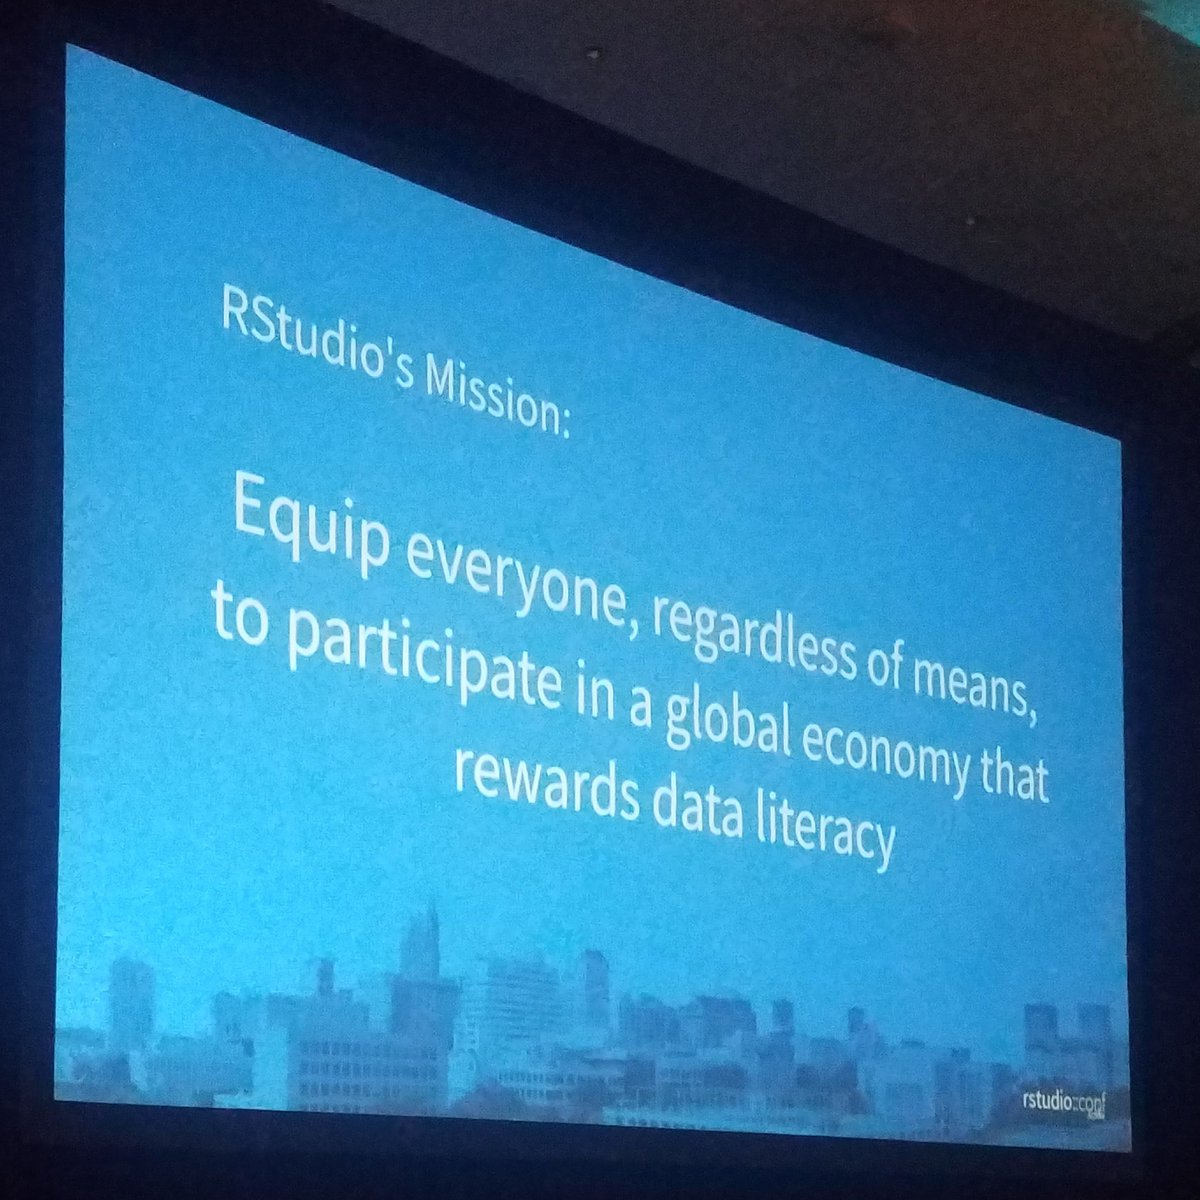 RStudio's Mission:
Equip everyone, regardless of means,
to participate in a global economy that
rewards data literacy
rstudio::conf